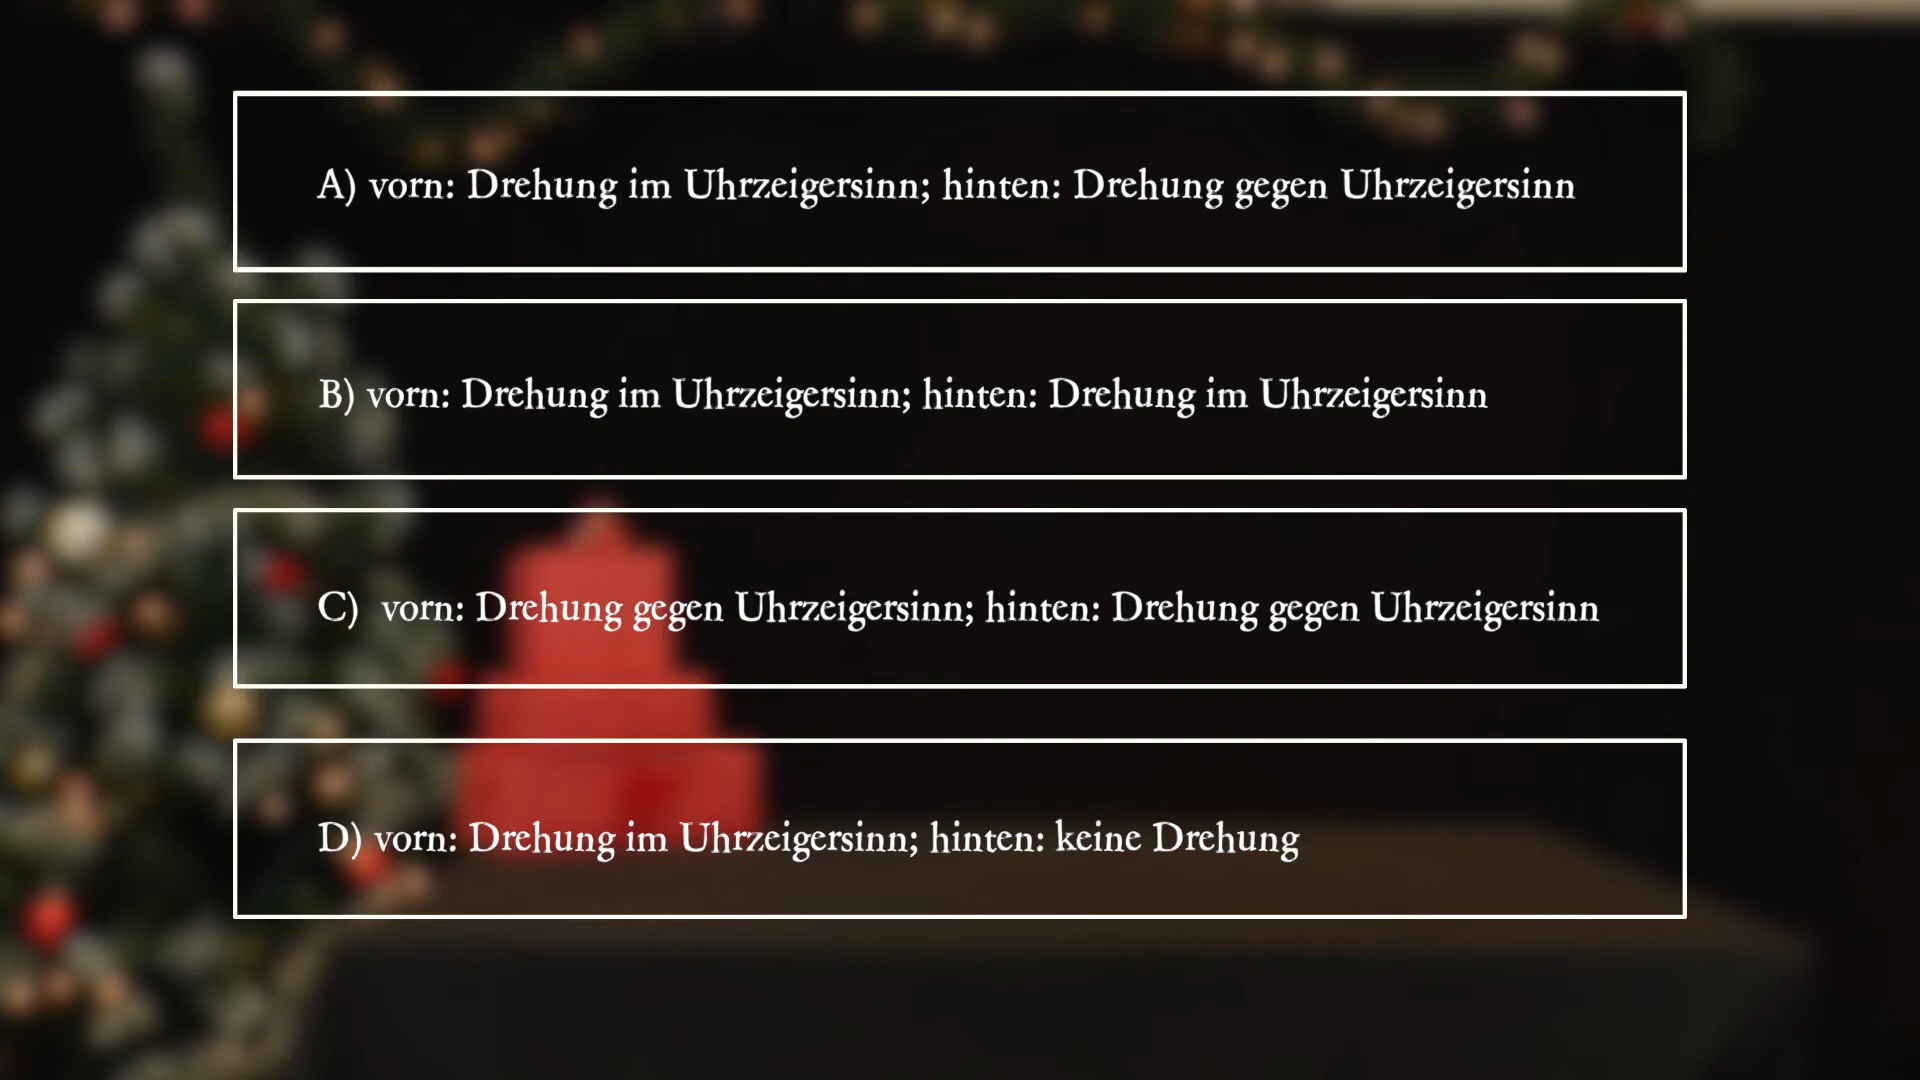 A) vorn: Drehung im Uhrzeigersinn; hinten: Drehung gegen Uhrzeigersinn
B) vorn: Drehung im Uhrzeigersinn; hinten: Drehung im Uhrzeigersinn
C) vorn: Drehung gegen Uhrzeigersinn; hinten: Drehung gegen Uhrzeigersinn
D) vorn: Drehung im Uhrzeigersinn; hinten: keine Drehung